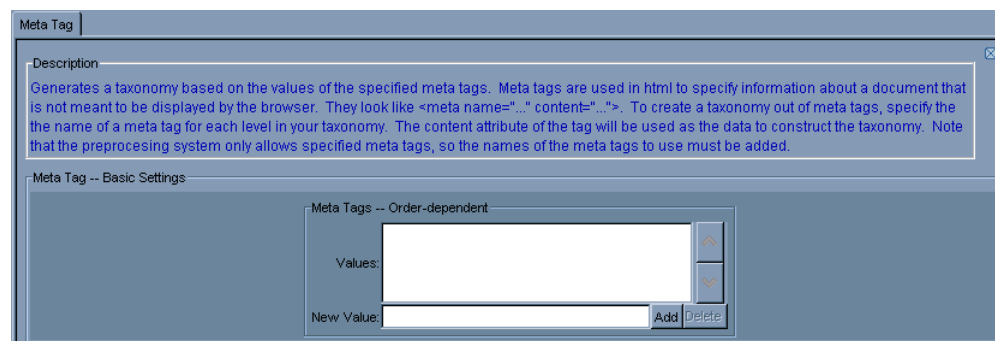 Meta Tag
Description
Generates a taxonomy based on the values of the specified meta tags. Meta tags are used in html to specify information about a document that
is not meant to be displayed by the browser. They look like <meta name="..." content="...">. To create a taxonomy out of meta tags, specify the
the name of a meta tag for each level in your taxonomy. The content attribute of the tag will be used as the data to construct the taxonomy. Note
that the preprocesing system only allows specified meta tags, so the names of the meta tags to use must be added.
Meta Tag -- Basic Settings
Meta Tags -- Order-dependent
Values:
New Value: Add Delete